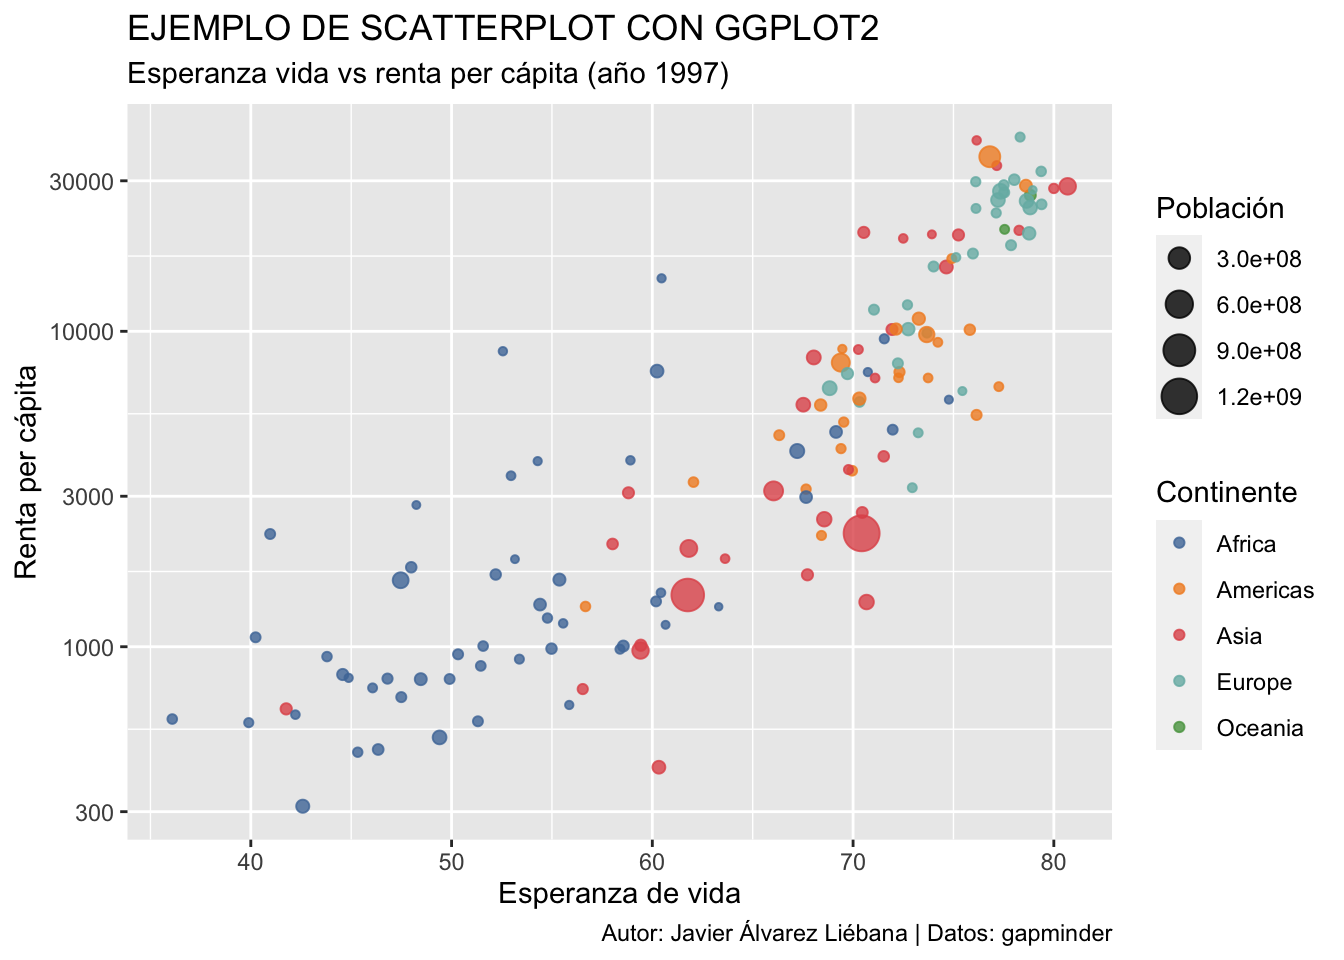 EJEMPLO DE SCATTERPLOT CON GGPLOT2
Esperanza vida vs renta per cápita (año 1997)
Renta per cápita
30000
10000
3000
1000
300
40 50 60 70 80
Esperanza de vida
Autor: Javier Álvarez Liébana | Datos: gapminder
Población
3.0e+08
6.0e+08
9.0e+08
1.2e+09
Continente
Africa
Americas
Asia
Europe
Oceania